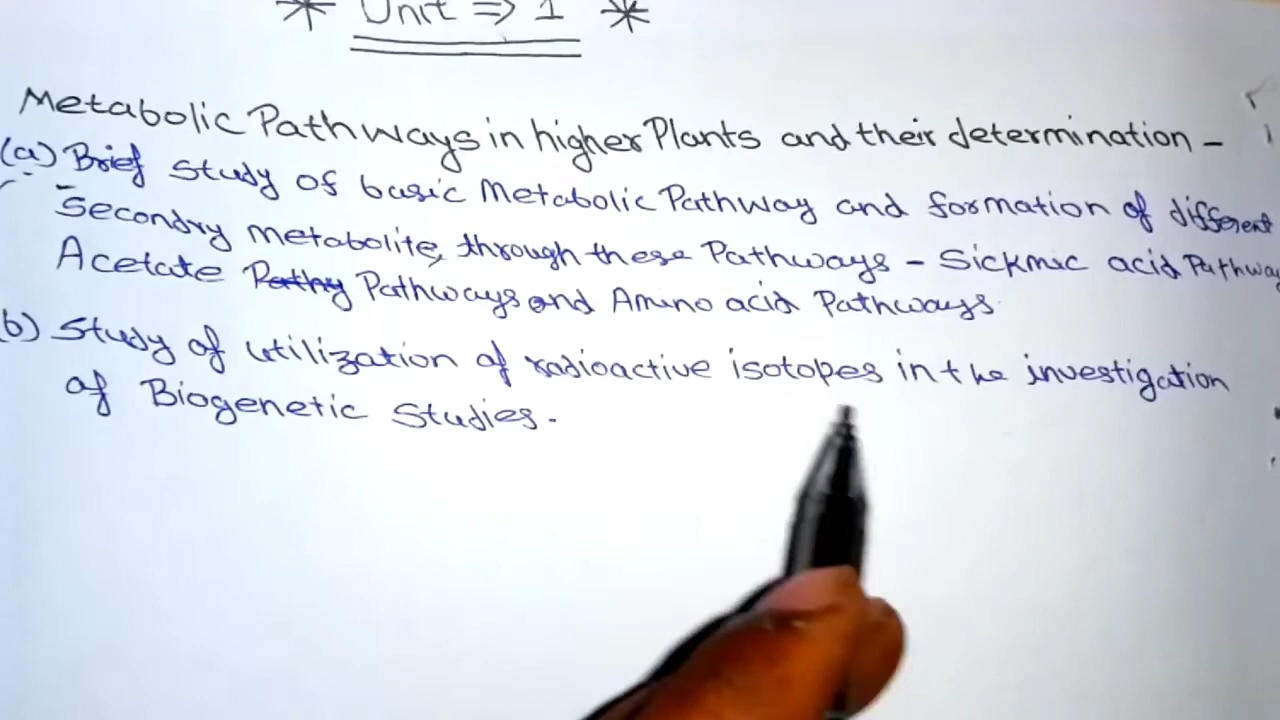 * Unit ⇒ 1 *
Metabolic Pathways in higher Plants and their determination -
(a) Brief Study of basic Metabolic Pathway and formation of different
Secondry metabolite, through these Pathways - Sickmic acid Pathway
Acetate Pathy Pathways and Amino acid Pathways.
(b) Study of utilization of radioactive isotopes in the investigation
of Biogenetic Studies.